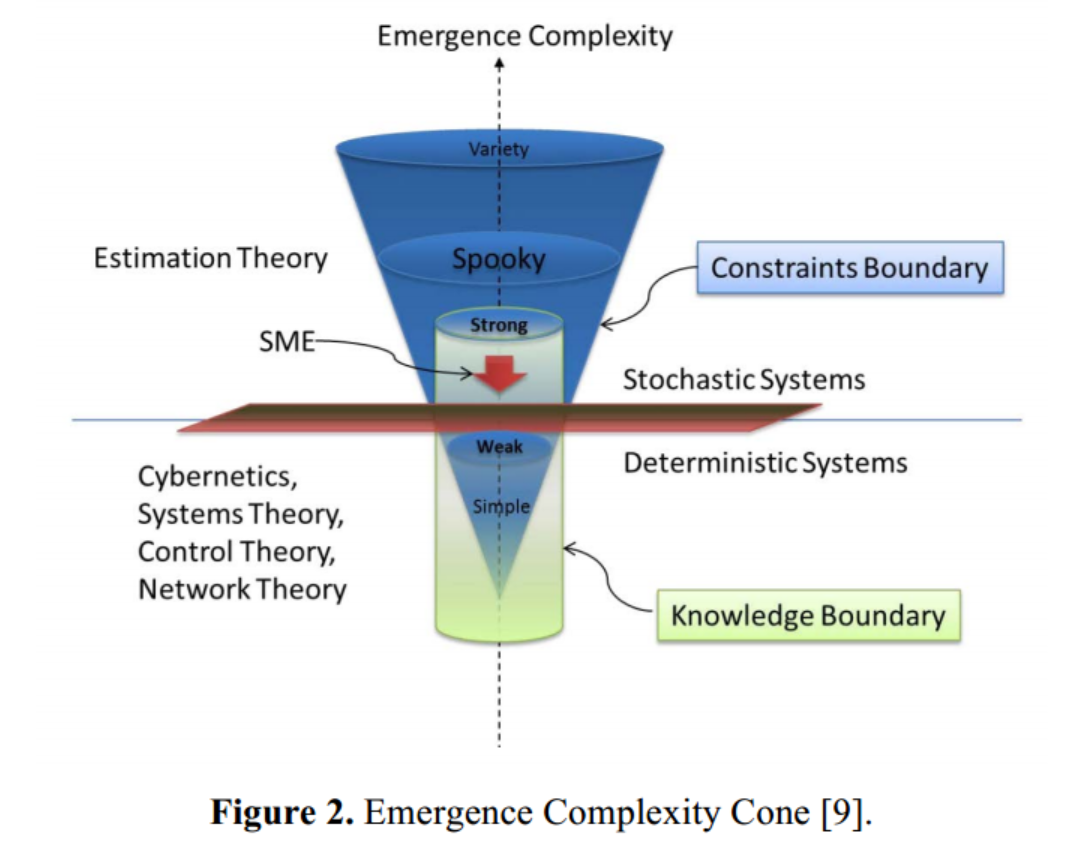 Emergence Complexity
Variety
Estimation Theory
Spooky
Constraints Boundary
Strong
SME
Stochastic Systems
Weak
Deterministic Systems
Cybernetics,
Systems Theory,
Control Theory,
Network Theory
Simple
Knowledge Boundary
Figure 2. Emergence Complexity Cone [9].